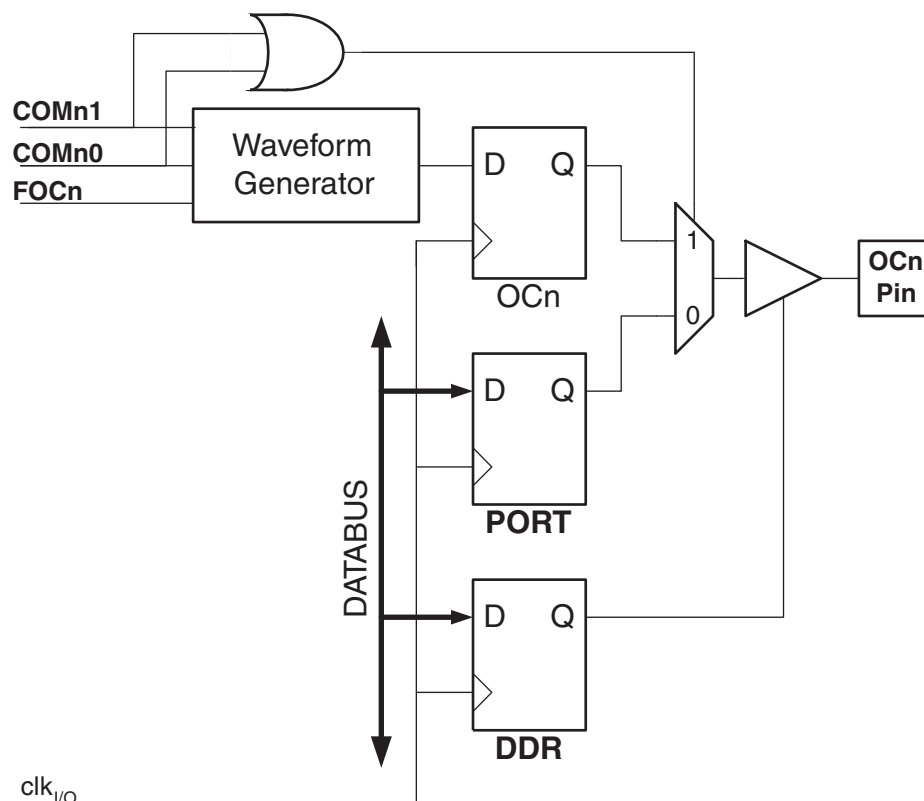 COMn1
COMn0
FOCn
Waveform
Generator
D Q
OCn
1
0
OCn
Pin
D Q
PORT
DATABUS
D Q
DDR
clkI/O